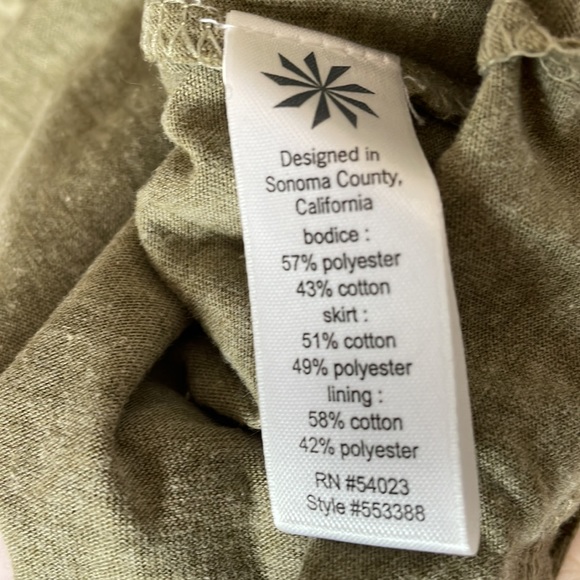 Designed in
Sonoma County,
California
bodice :
57% polyester
43% cotton
skirt :
51% cotton
49% polyester
lining :
58% cotton
42% polyester
RN #54023
Style #553388